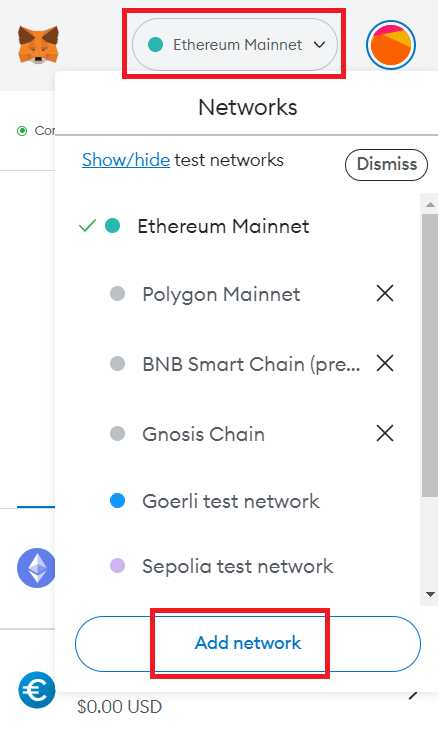 Ethereum Mainnet
Networks
Show/hide test networks
Dismiss
Ethereum Mainnet
Polygon Mainnet
BNB Smart Chain (pre...
Gnosis Chain
Goerli test network
Sepolia test network
Add network
$0.00 USD